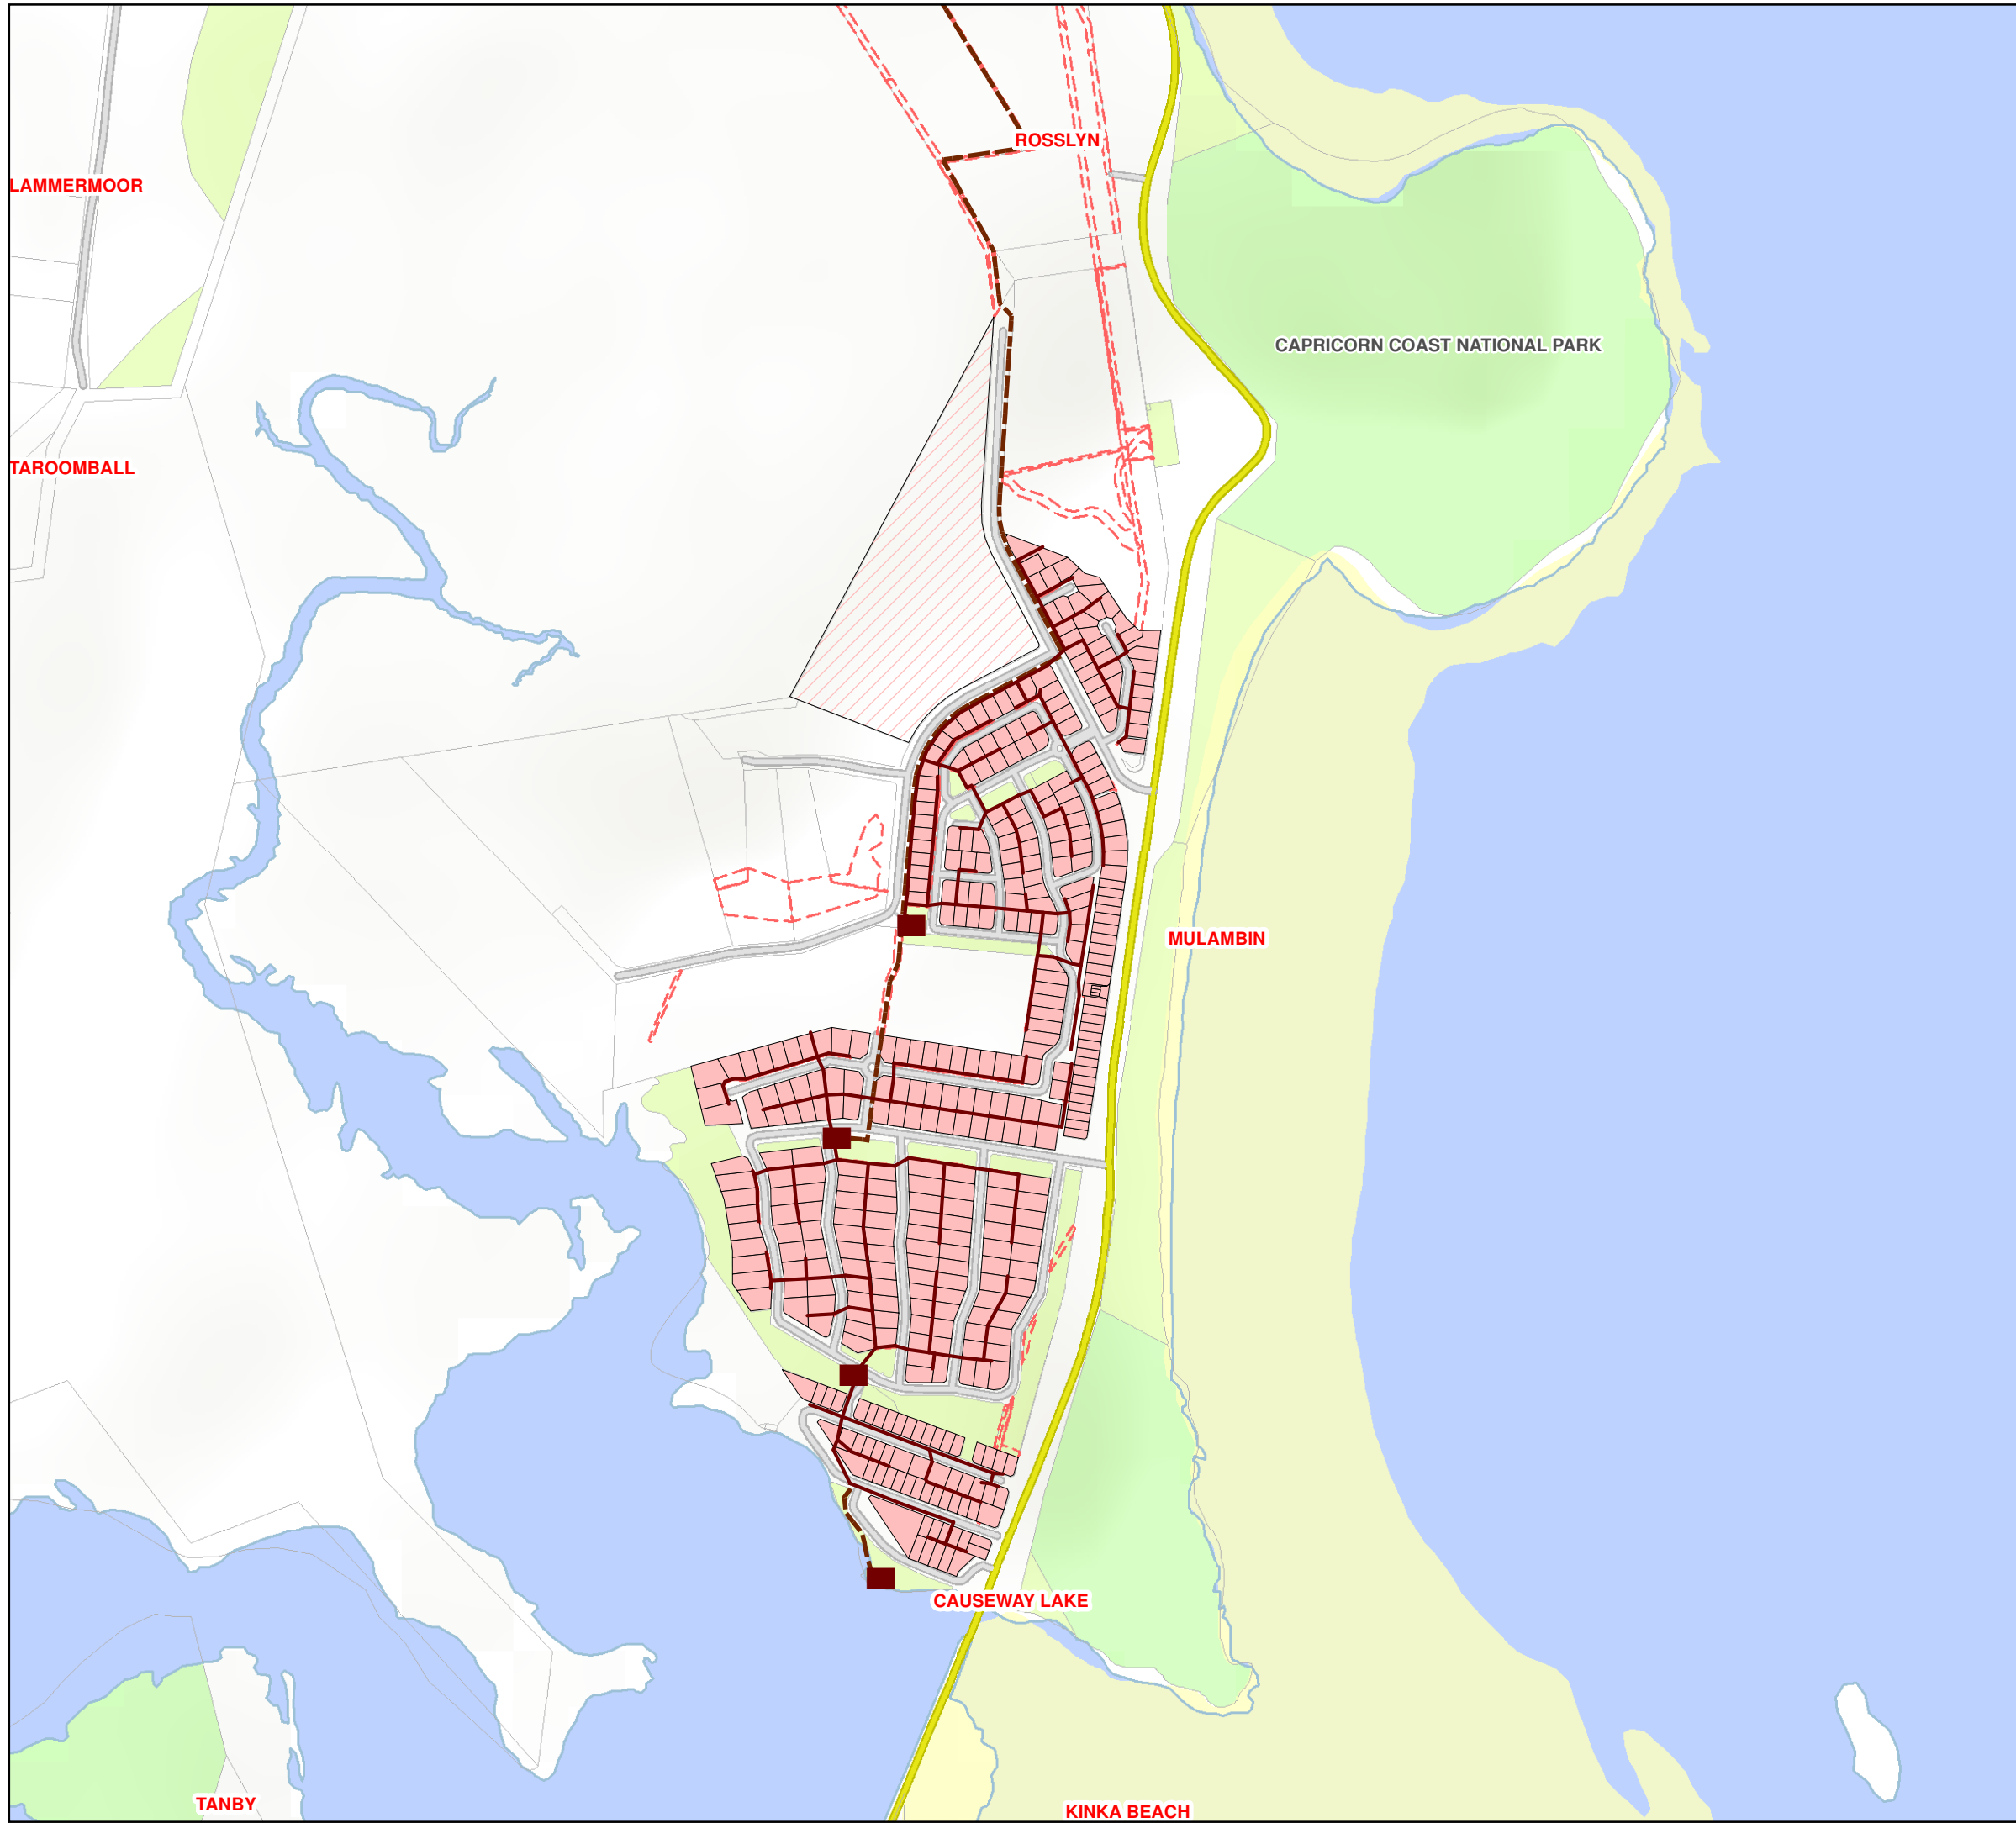 ROSSLYN
LAMMERMOOR
CAPRICORN COAST NATIONAL PARK
TAROOMBALL
MULAMBIN
CAUSEWAY LAKE
TANBY
KINKA BEACH